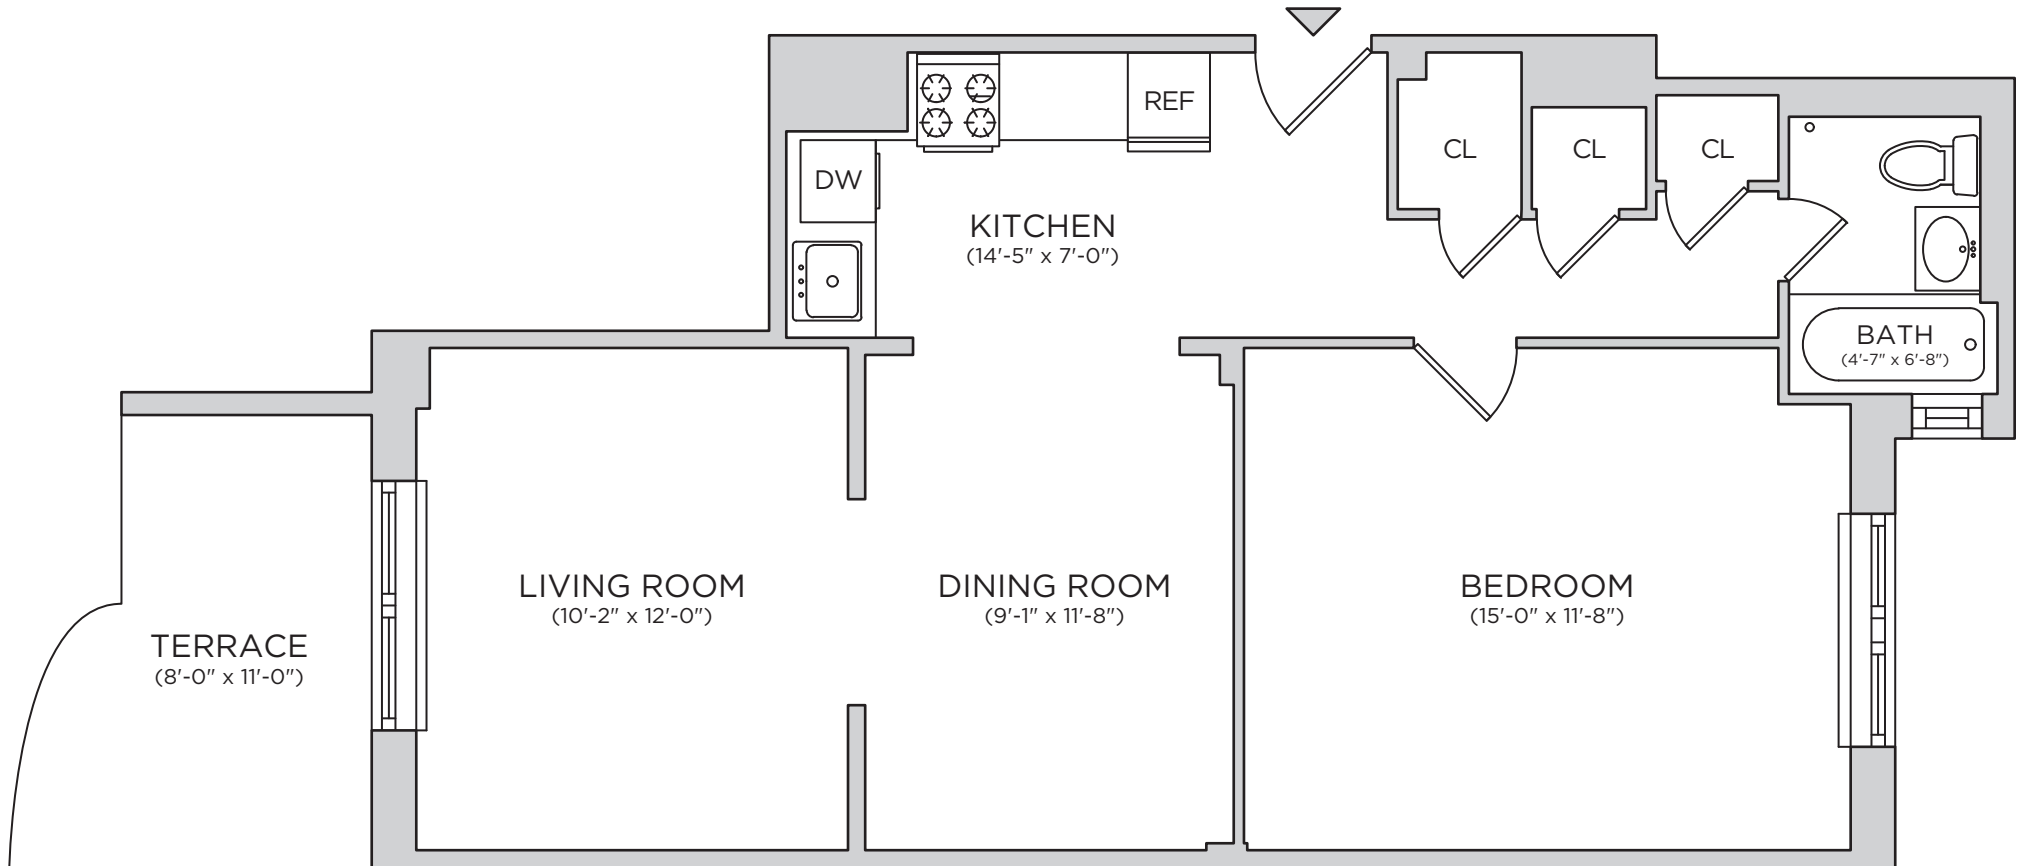 REF
CL
CL
CL
DW
KITCHEN
(14'-5" x 7'-0")
BATH
(4'-7" x 6'-8")
LIVING ROOM
(10'-2" x 12'-0")
DINING ROOM
(9'-1" x 11'-8")
BEDROOM
(15'-0" x 11'-8")
TERRACE
(8'-0" x 11'-0")